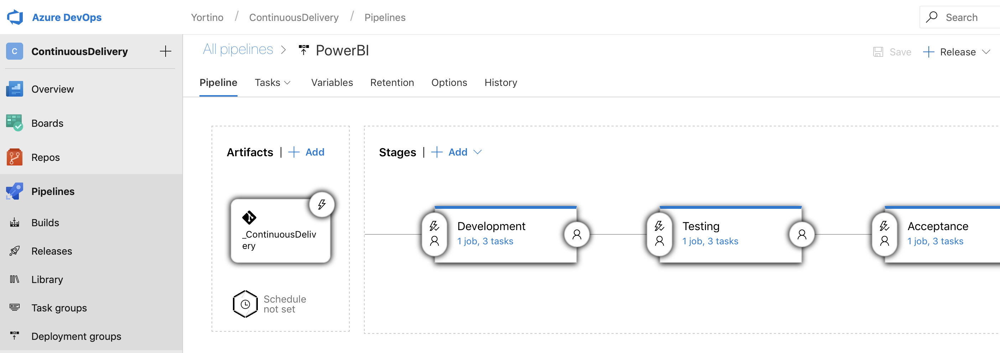 Azure DevOps
Yortino / ContinuousDelivery / Pipelines
Search
C ContinuousDelivery
All pipelines > PowerBI
Save
Release
Pipeline Tasks Variables Retention Options History
Overview
Boards
Repos
Pipelines
Builds
Releases
Library
Task groups
Deployment groups
Artifacts | + Add
_ContinuousDeliv
ery
Schedule
not set
Stages | + Add
Development
1 job, 3 tasks
Testing
1 job, 3 tasks
Acceptance
1 job, 3 tasks